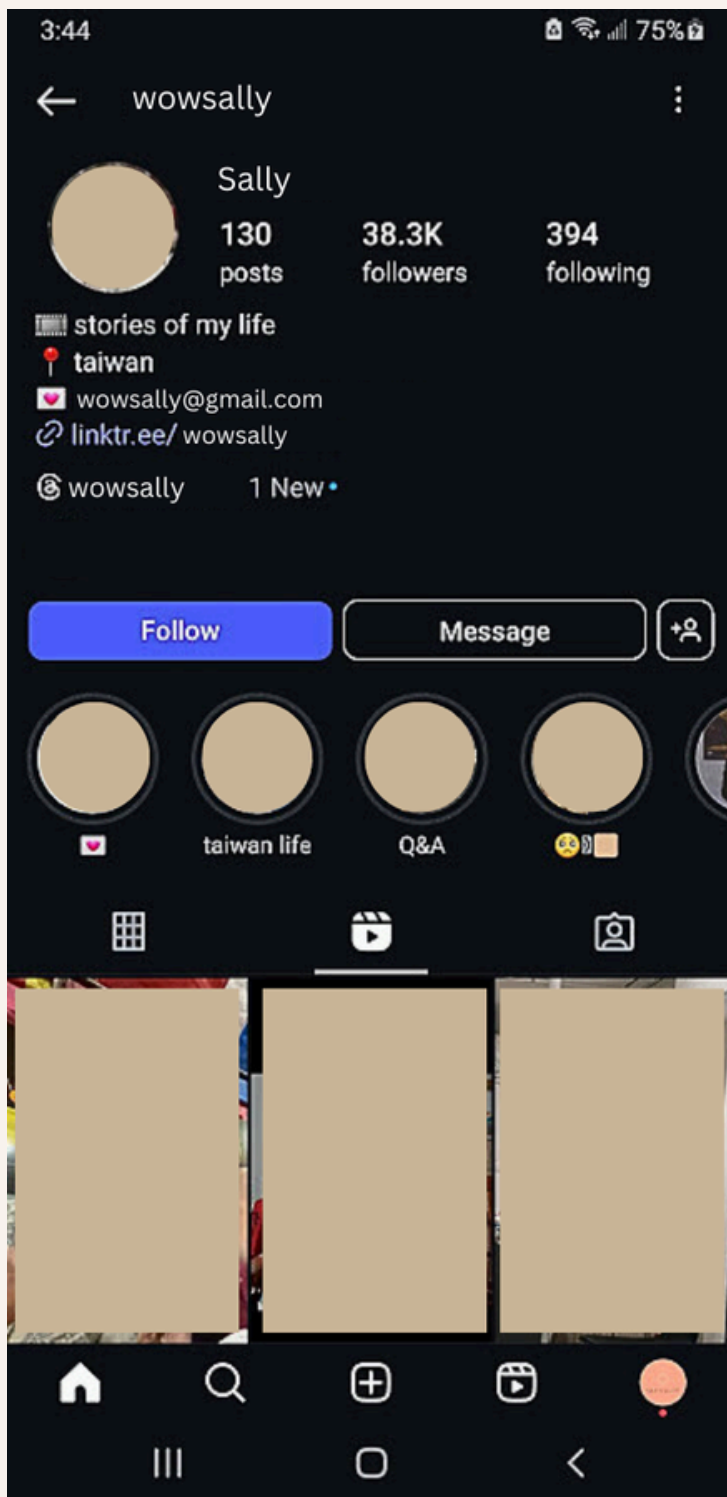 3:44 75%
wowsally
Sally
130 38.3K 394
posts followers following
stories of my life
taiwan
wowsally@gmail.com
linktr.ee/ wowsally
wowsally 1 New
Follow Message
taiwan life Q&A